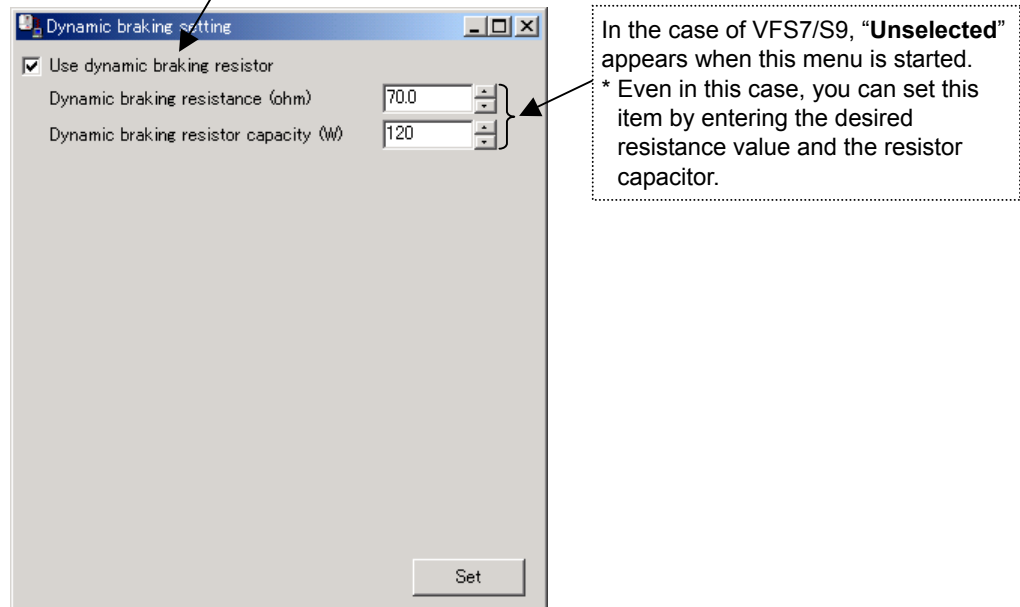 Dynamic braking setting
Use dynamic braking resistor
Dynamic braking resistance (ohm) 70.0
Dynamic braking resistor capacity (W) 120
Set
In the case of VFS7/S9, “Unselected”
appears when this menu is started.
* Even in this case, you can set this
item by entering the desired
resistance value and the resistor
capacitor.